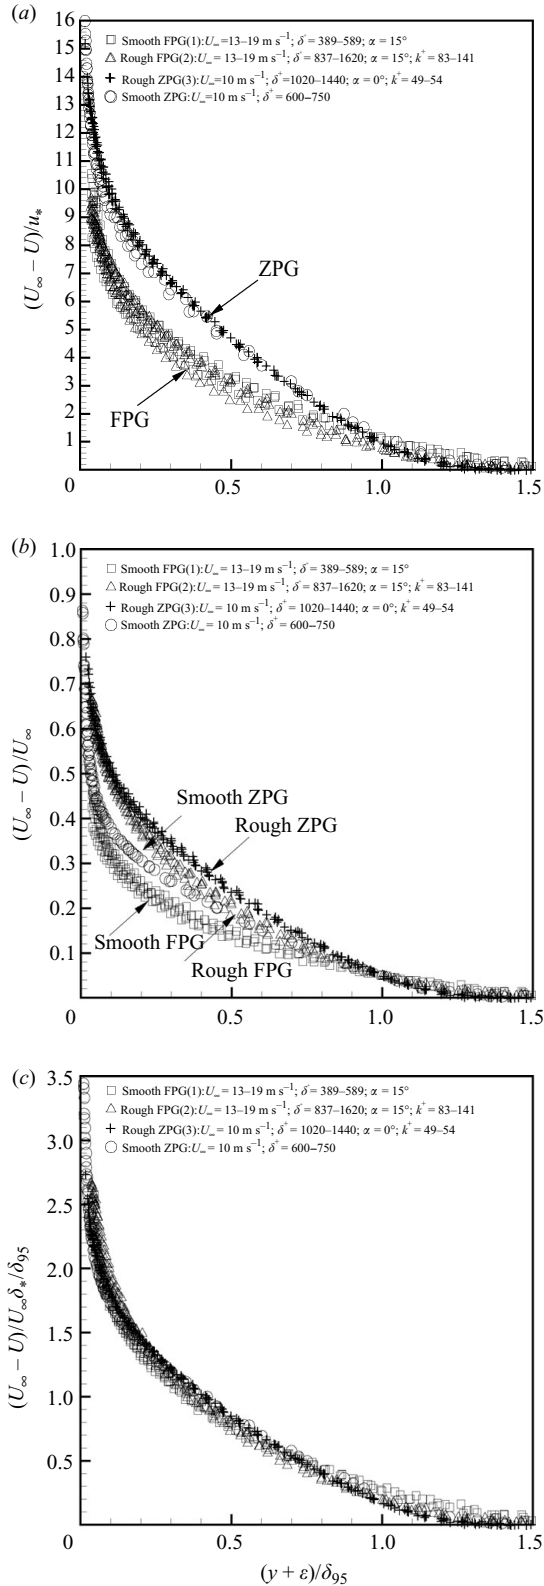 (a)
16
15
14
13
12
11
10
9
8
7
6
5
4
3
2
1
0
0.5
1.0
1.5
(U∞ − U)/u*
Smooth FPG(1):U∞ = 13–19 m s⁻¹; δ⁺ = 389–589; α = 15°
Rough FPG(2):U∞ = 13–19 m s⁻¹; δ⁺ = 837–1620; α = 15°; k⁺ = 83–141
Rough ZPG(3):U∞=10 m s⁻¹; δ⁺=1020–1440; α = 0°; k⁺ = 49–54
Smooth ZPG:U∞=10 m s⁻¹; δ⁺ = 600–750
ZPG
FPG
(b)
1.0
0.9
0.8
0.7
0.6
0.5
0.4
0.3
0.2
0.1
0
0.5
1.0
1.5
(U∞ − U)/U∞
Smooth FPG(1):U∞ = 13–19 m s⁻¹; δ⁺ = 389–589; α = 15°
Rough FPG(2):U∞ = 13–19 m s⁻¹; δ⁺ = 837–1620; α = 15°; k⁺ = 83–141
Rough ZPG(3):U∞ = 10 m s⁻¹; δ⁺ = 1020–1440; α = 0°; k⁺ = 49–54
Smooth ZPG:U∞ = 10 m s⁻¹; δ⁺ = 600–750
Smooth ZPG
Rough ZPG
Smooth FPG
Rough FPG
(c)
3.5
3.0
2.5
2.0
1.5
1.0
0.5
0
0.5
1.0
1.5
(U∞ − U)/U∞δ*/δ95
Smooth FPG(1):U∞ = 13–19 m s⁻¹; δ⁺ = 389–589; α = 15°
Rough FPG(2):U∞ = 13–19 m s⁻¹; δ⁺ = 837–1620; α = 15°; k⁺ = 83–141
Rough ZPG(3):U∞ = 10 m s⁻¹; δ⁺ = 1020–1440; α = 0°; k⁺ = 49–54
Smooth ZPG:U∞ = 10 m s⁻¹; δ⁺ = 600–750
(y + ε)/δ95